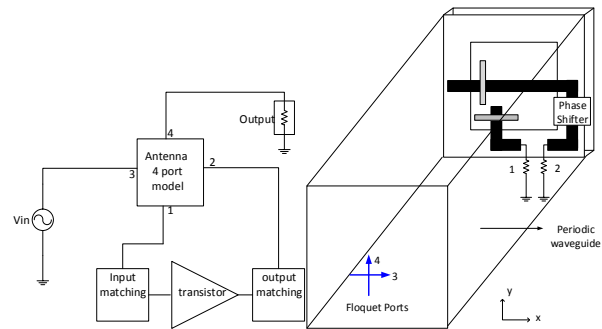 4
Output
Antenna
4 port
model
3
2
1
Vin
Input
matching
transistor
output
matching
Phase
Shifter
1
2
Periodic
waveguide
4
3
Floquet Ports
y
x